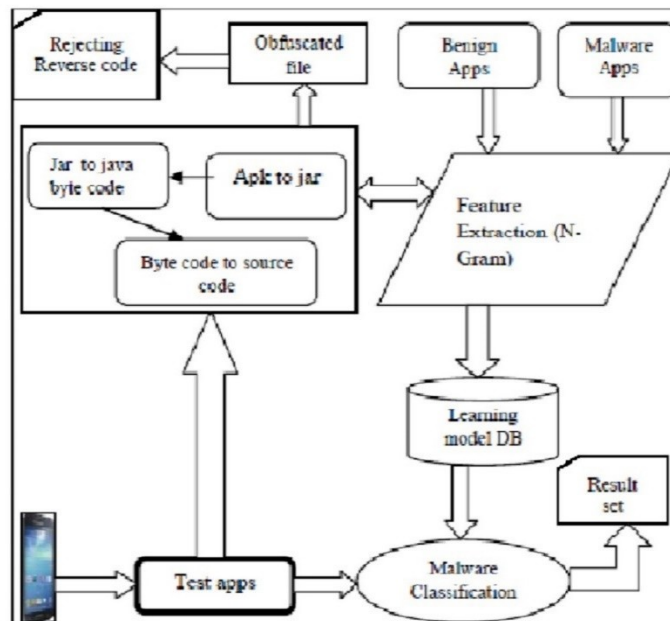 Rejecting
Reverse code
Obfuscated
file
Benign
Apps
Malware
Apps
Jar to java
byte code
Apk to jar
Byte code to source
code
Feature
Extraction (N-
Gram)
Learning
model DB
Result
set
Test apps
Malware
Classification